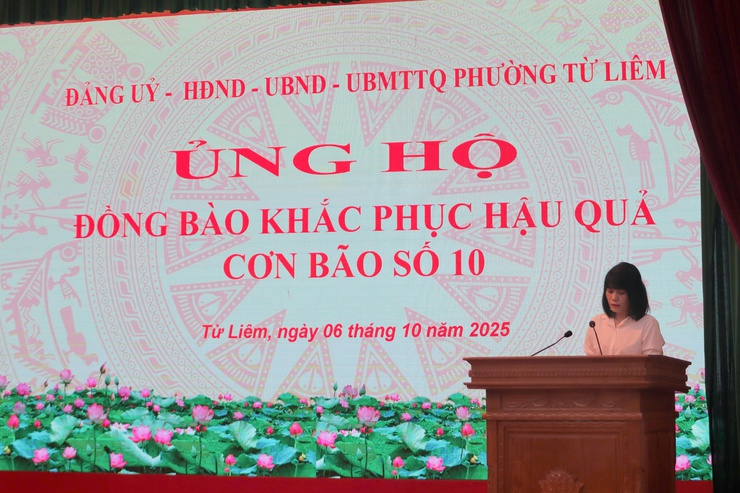 ĐẢNG UỶ - HĐND - UBND - UBMTTQ PHƯỜNG TỪ LIÊM
ỦNG HỘ
ĐỒNG BÀO KHẮC PHỤC HẬU QUẢ
CƠN BÃO SỐ 10
Từ Liêm, ngày 06 tháng 10 năm 2025